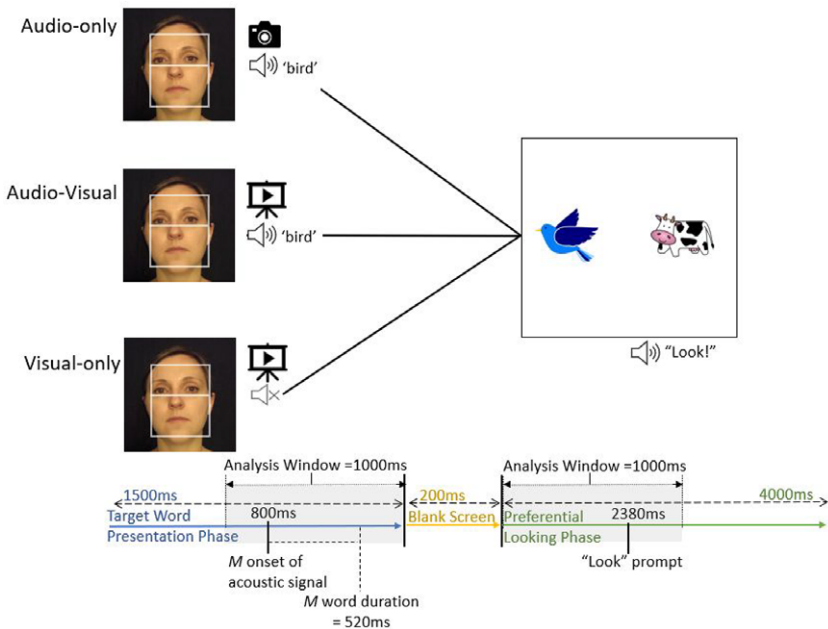 Audio-only
‘bird’
Audio-Visual
‘bird’
Visual-only
“Look!”
Analysis Window =1000ms
Analysis Window =1000ms
1500ms
200ms
4000ms
Target Word
800ms
Blank Screen
Preferential
2380ms
Presentation Phase
Looking Phase
M onset of
acoustic signal
“Look” prompt
M word duration
= 520ms